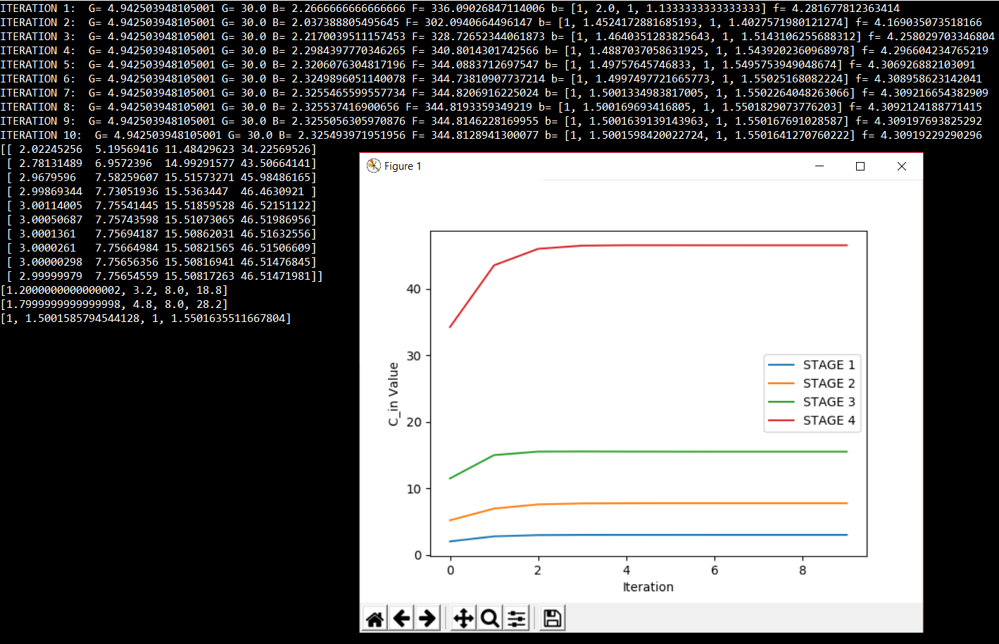 ITERATION 1:  G= 4.942503948105001 G= 30.0 B= 2.2666666666666666 F= 336.09026847114006 b= [1, 2.0, 1, 1.1333333333333333] f= 4.281677812363414
ITERATION 2:  G= 4.942503948105001 G= 30.0 B= 2.037388805495645 F= 302.0940664496147 b= [1, 1.4524172881685193, 1, 1.4027571980121274] f= 4.169035073518166
ITERATION 3:  G= 4.942503948105001 G= 30.0 B= 2.2170039511157453 F= 328.72652344061873 b= [1, 1.4640351283825643, 1, 1.5143106255688312] f= 4.258029703346804
ITERATION 4:  G= 4.942503948105001 G= 30.0 B= 2.2984397770346265 F= 340.8014301742566 b= [1, 1.4887037058631925, 1, 1.5439202360968978] f= 4.296604234765219
ITERATION 5:  G= 4.942503948105001 G= 30.0 B= 2.3206076304817196 F= 344.0883712697547 b= [1, 1.49757645746833, 1, 1.5495753949048674] f= 4.306926882103091
ITERATION 6:  G= 4.942503948105001 G= 30.0 B= 2.3249896051140078 F= 344.73810907737214 b= [1, 1.4997497721665773, 1, 1.55025168082224] f= 4.308958623142041
ITERATION 7:  G= 4.942503948105001 G= 30.0 B= 2.3255465599557734 F= 344.8206916225024 b= [1, 1.5001334983817005, 1, 1.5502264048263066] f= 4.309216654382909
ITERATION 8:  G= 4.942503948105001 G= 30.0 B= 2.325537416900656 F= 344.8193359349219 b= [1, 1.500169693416805, 1, 1.5501829073776203] f= 4.3092124188771415
ITERATION 9:  G= 4.942503948105001 G= 30.0 B= 2.3255056305970876 F= 344.8146228169955 b= [1, 1.5001639139143963, 1, 1.550167691028587] f= 4.309197693825292
ITERATION 10:  G= 4.942503948105001 G= 30.0 B= 2.325493971951956 F= 344.8128941300077 b= [1, 1.5001598420022724, 1, 1.5501641270760222] f= 4.30919229290296
[[ 2.02245256  5.19569416 11.48429623 34.22569526]
[ 2.78131489  6.9572396  14.99291577 43.50664141]
[ 2.9679596   7.58259607 15.51573271 45.98486165]
[ 2.99869344  7.73051936 15.5363447  46.4630921 ]
[ 3.00114005  7.75541445 15.51859528 46.52151122]
[ 3.00050687  7.75743598 15.51073065 46.51986956]
[ 3.0001361   7.75694187 15.50862031 46.51632556]
[ 3.0000261   7.75664984 15.50821565 46.51506609]
[ 3.00000298  7.75656356 15.50816941 46.51476845]
[ 2.99999979  7.75654559 15.50817263 46.51471981]]
[1.2000000000000002, 3.2, 8.0, 18.8]
[1.7999999999999998, 4.8, 8.0, 28.2]
[1, 1.5001585794544128, 1, 1.5501635511667804]
Figure 1
40
30
20
10
0
C_in Value
STAGE 1
STAGE 2
STAGE 3
STAGE 4
0 2 4 6 8
Iteration